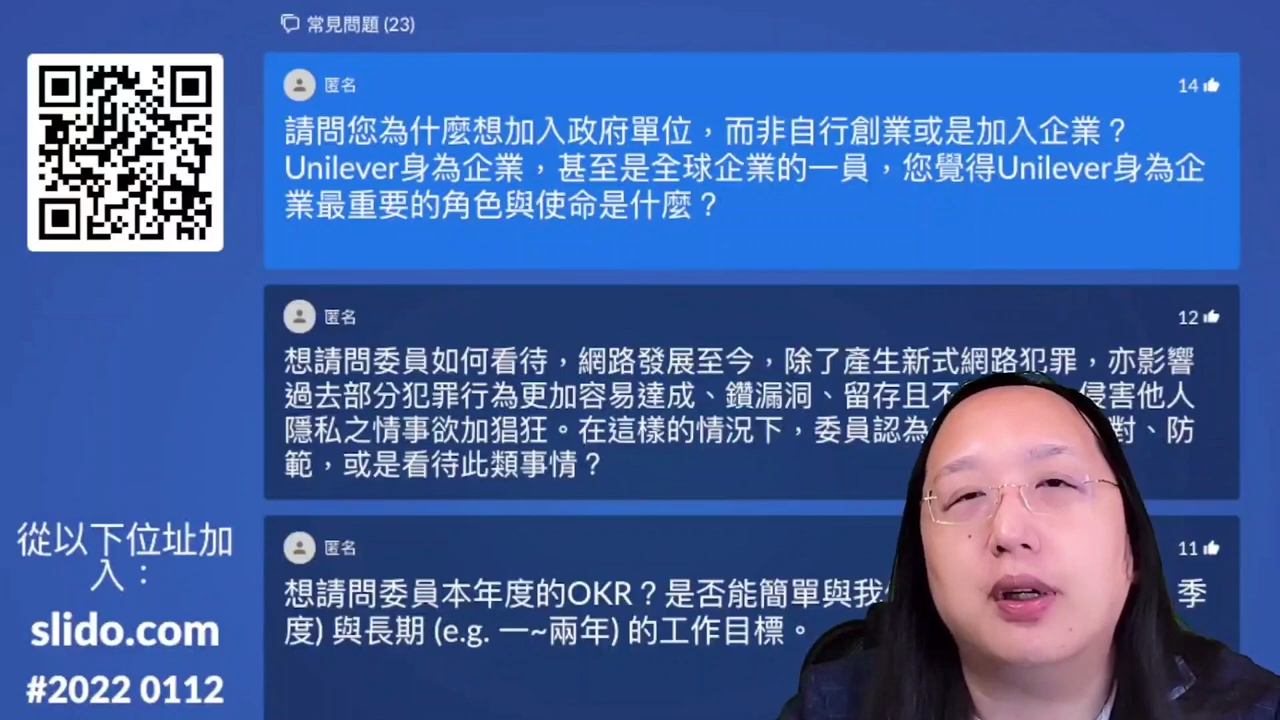 常見問題 (23)
匿名
14
請問您為什麼想加入政府單位，而非自行創業或是加入企業？
Unilever身為企業，甚至是全球企業的一員，您覺得Unilever身為企
業最重要的角色與使命是什麼？
匿名
12
想請問委員如何看待，網路發展至今，除了產生新式網路犯罪，亦影響
過去部分犯罪行為更加容易達成、鑽漏洞、留存且不 侵害他人
隱私之情事欲加猖狂。在這樣的情況下，委員認為 對、防
範，或是看待此類事情？
匿名
11
想請問委員本年度的OKR？是否能簡單與我 季
度) 與長期 (e.g. 一~兩年) 的工作目標。
從以下位址加
入：
slido.com
#2022 0112